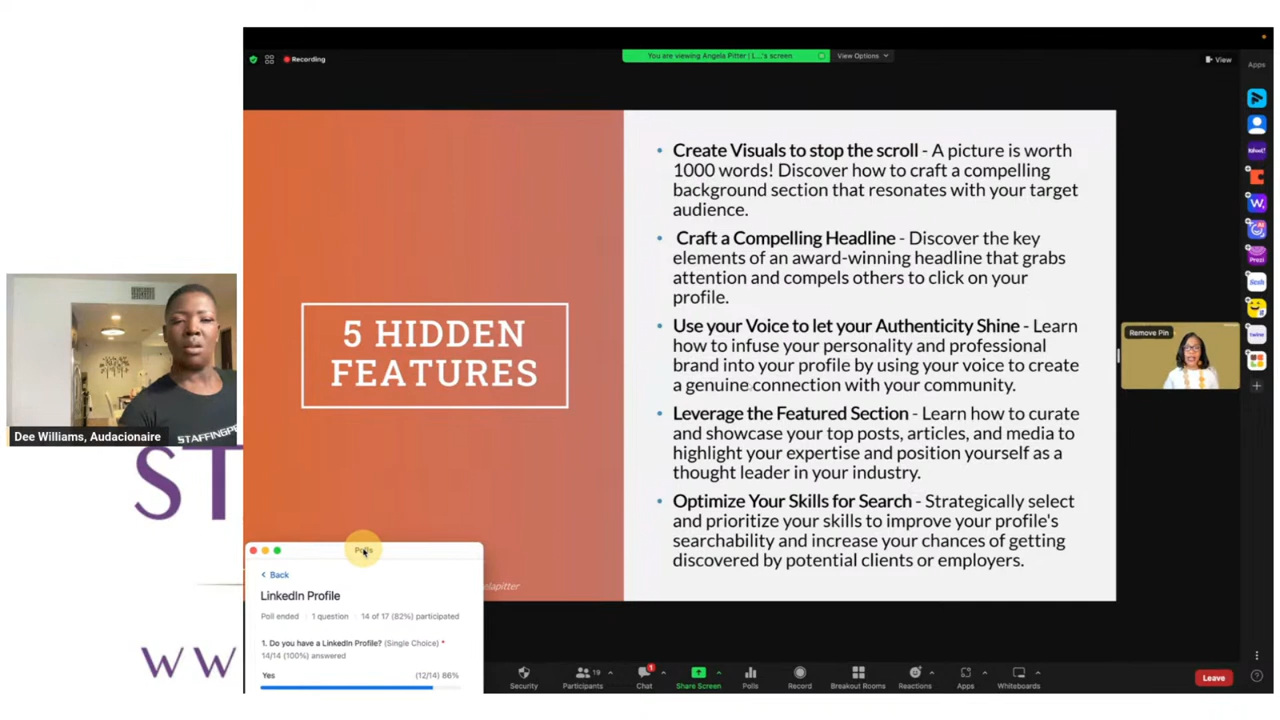 Recording
You are viewing Angela Pitter | L...'s screen
View Options
View
Apps
5 HIDDEN
FEATURES
• Create Visuals to stop the scroll - A picture is worth
1000 words! Discover how to craft a compelling
background section that resonates with your target
audience.
• Craft a Compelling Headline - Discover the key
elements of an award-winning headline that grabs
attention and compels others to click on your
profile.
• Use your Voice to let your Authenticity Shine - Learn
how to infuse your personality and professional
brand into your profile by using your voice to create
a genuine connection with your community.
• Leverage the Featured Section - Learn how to curate
and showcase your top posts, articles, and media to
highlight your expertise and position yourself as a
thought leader in your industry.
• Optimize Your Skills for Search - Strategically select
and prioritize your skills to improve your profile's
searchability and increase your chances of getting
discovered by potential clients or employers.
Remove Pin
STAFFINGPR
Dee Williams, Audacionaire
ST
ww
Polls
Back
LinkedIn Profile
Poll ended | 1 question | 14 of 17 (82%) participated
1. Do you have a LinkedIn Profile? (Single Choice) *
14/14 (100%) answered
Yes (12/14) 86%
elapitter
Security
Participants 19
Chat 1
Share Screen
Polls
Record
Breakout Rooms
Reactions
Apps
Whiteboards
Leave